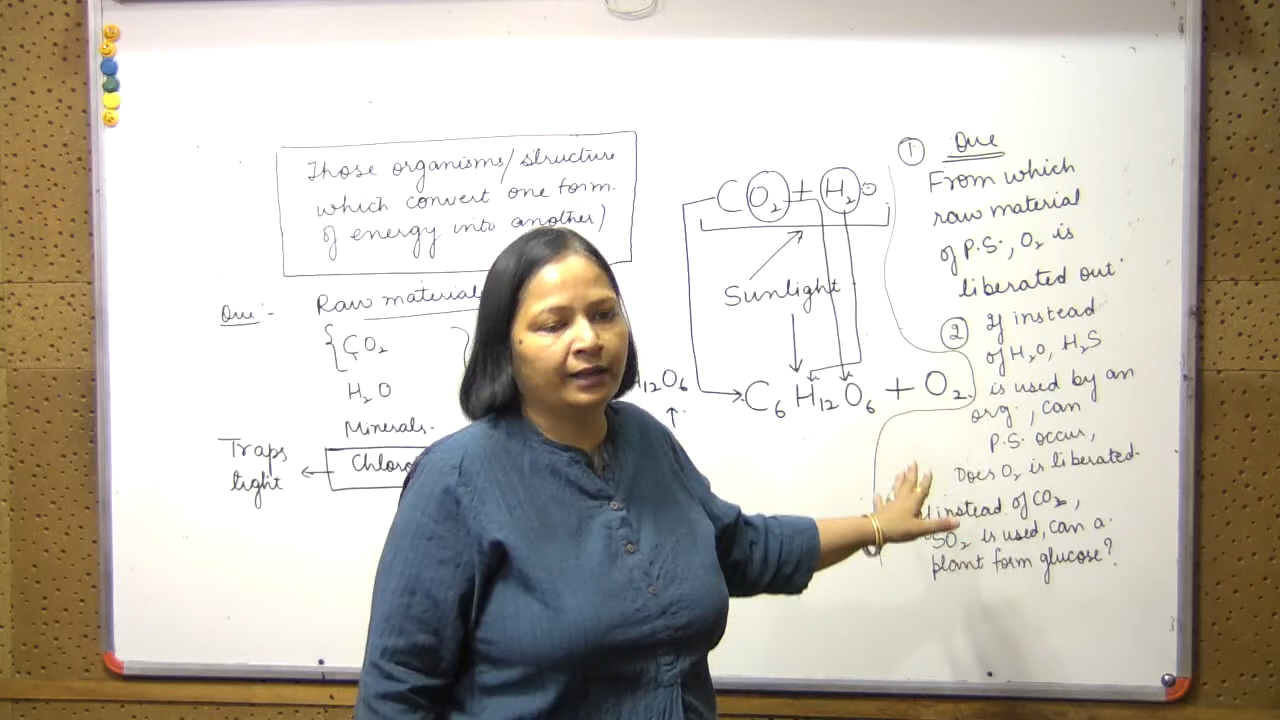 Those organisms/structure
which convert one form
of energy into another)
Que:-
Raw materials
CO2
H2O
Minerals-
Chloro
Traps
light
H12O6
CO2 + H2O
Sunlight
C6H12O6 + O2
① Que
From which
raw material
of P.S., O2 is
liberated out
② If instead
of H2O, H2S
is used by an
org., can
P.S. occur,
Does O2 is liberated.
instead of CO2,
SO2 is used, can a
plant form glucose?